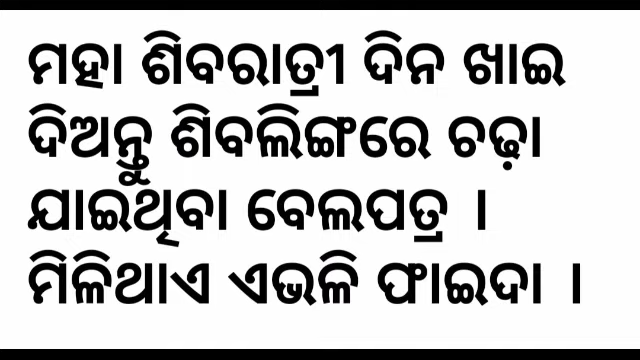 ମହା ଶିବରାତ୍ରୀ ଦିନ ଖାଇ
ଦିଅନ୍ତୁ ଶିବଲିଙ୍ଗରେ ଚଢ଼ା
ଯାଇଥିବା ବେଲପତ୍ର ।
ମିଳିଥାଏ ଏଭଳି ଫାଇଦା ।